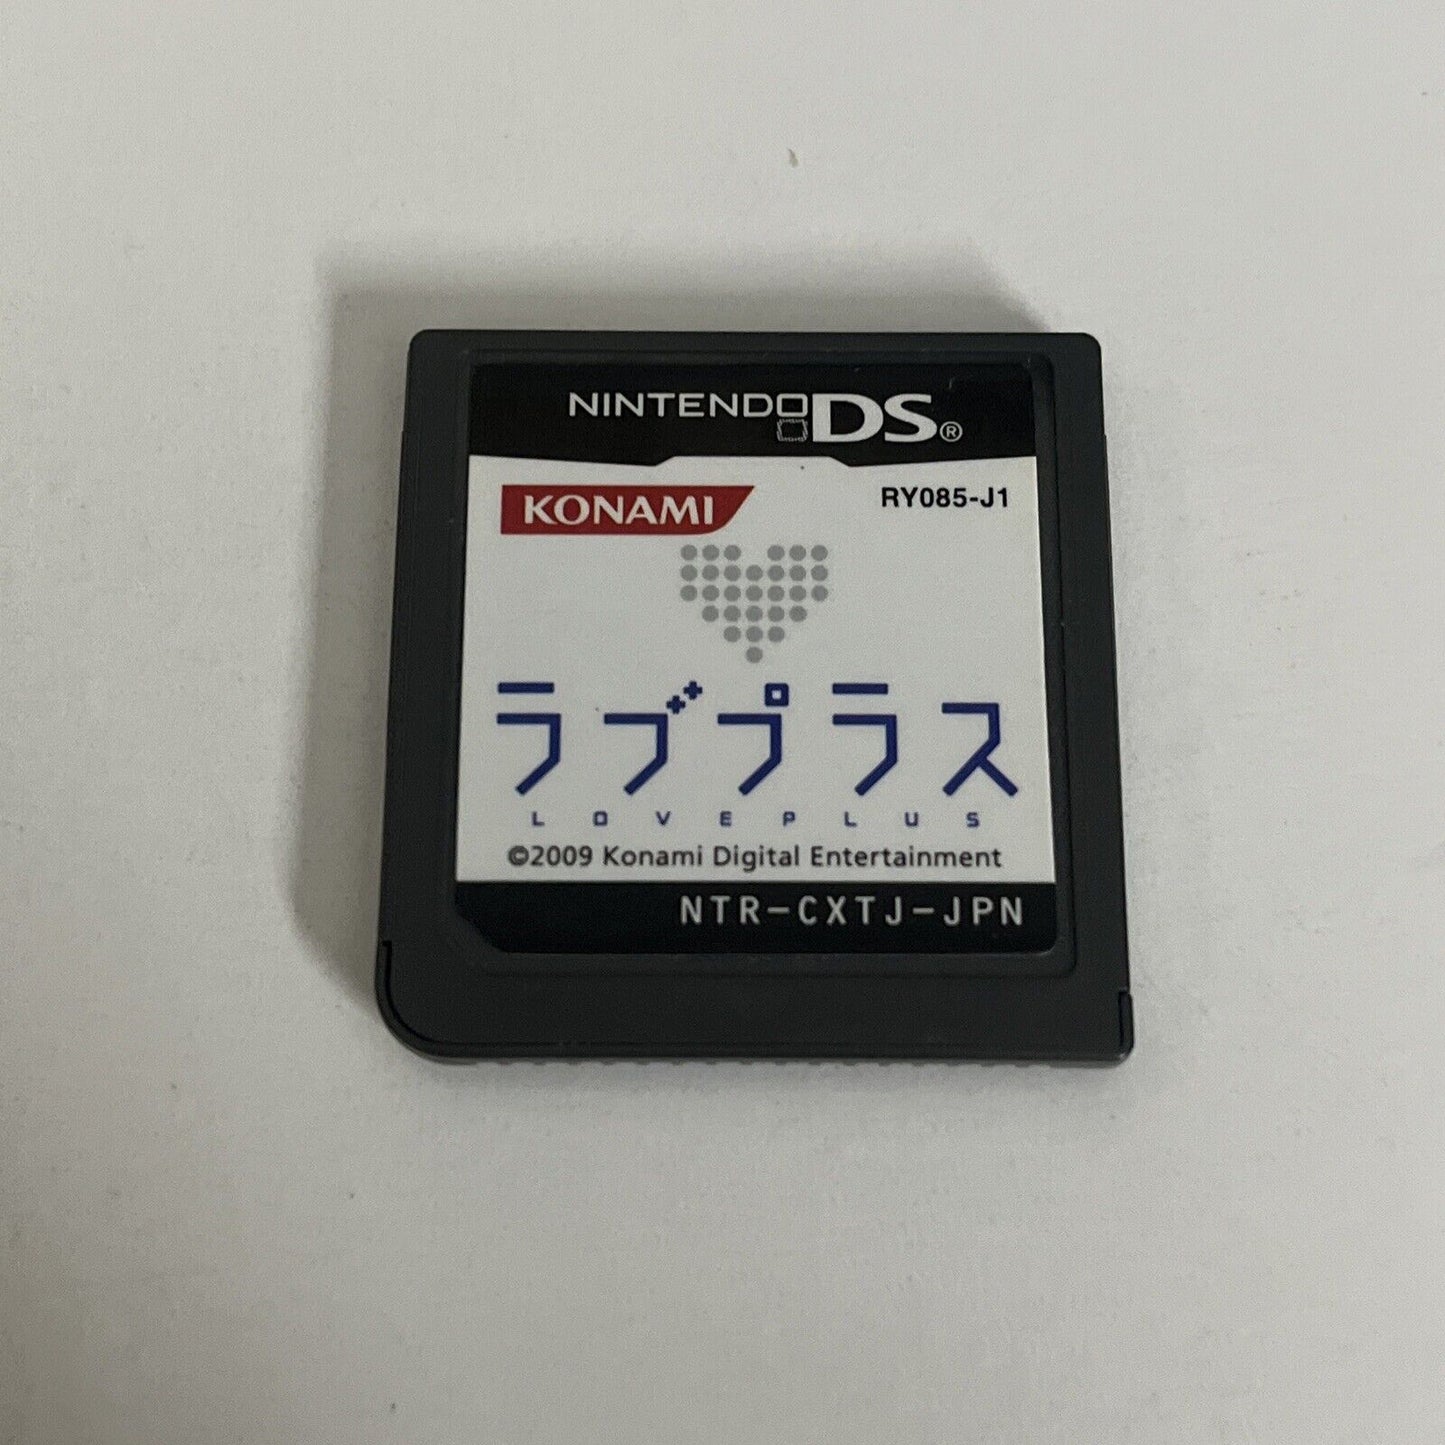 NINTENDO DS®
KONAMI
RY085-J1
ラブプラス
LOVEPLUS
©2009 Konami Digital Entertainment
NTR-CXTJ-JPN